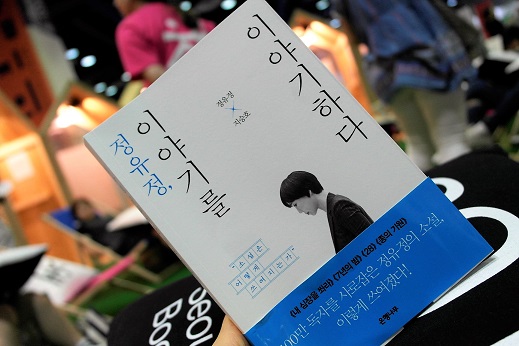 정유정,
이야기를
이야기하다
정유정
×
지승호
"소설은
어떻게
쓰여지는가"
《내 심장을 쏴라》 《7년의 밤》 《28》 《종의 기원》
00만 독자를 사로잡은 정유정의 소설,
이렇게 쓰여졌다!
은행나무
Seoul
Boo